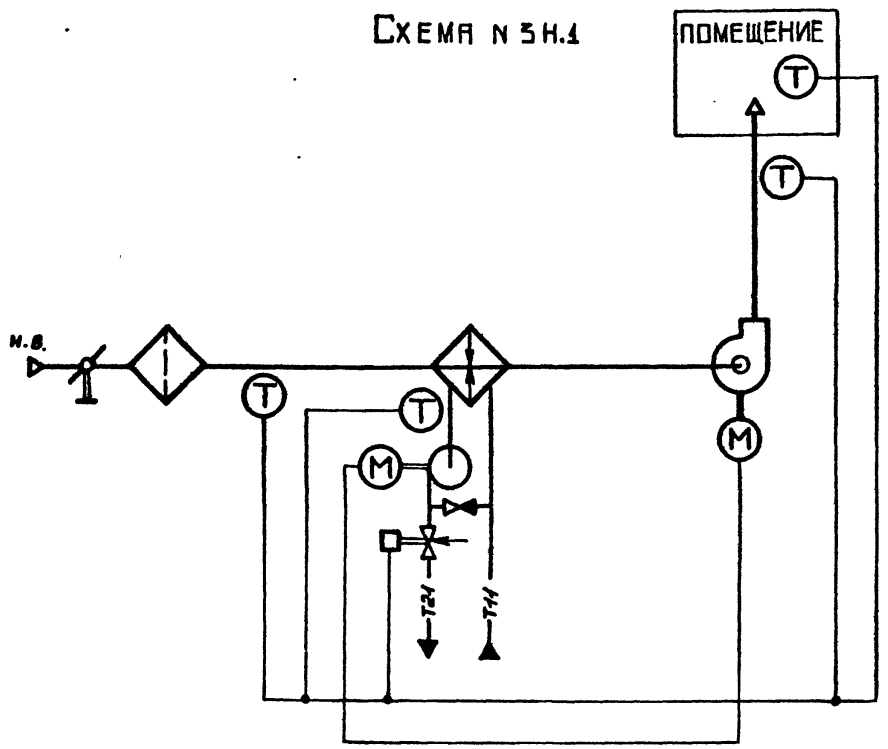 СХЕМА N 3Н.1
ПОМЕЩЕНИЕ
Т
Т
Н.В.
Т
Т
М
М
Т21
Т11